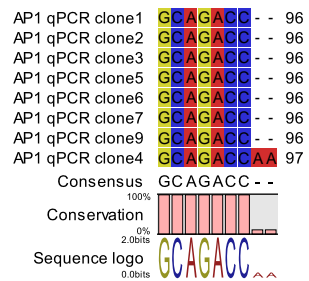 AP1 qPCR clone1 GCAGACC-- 96
AP1 qPCR clone2 GCAGACC-- 96
AP1 qPCR clone3 GCAGACC-- 96
AP1 qPCR clone5 GCAGACC-- 96
AP1 qPCR clone6 GCAGACC-- 96
AP1 qPCR clone7 GCAGACC-- 96
AP1 qPCR clone9 GCAGACC-- 96
AP1 qPCR clone4 GCAGACCAA 97
Consensus GCAGACC--
100%
Conservation
0%
2.0bits
Sequence logo GCAGACCAA
0.0bits